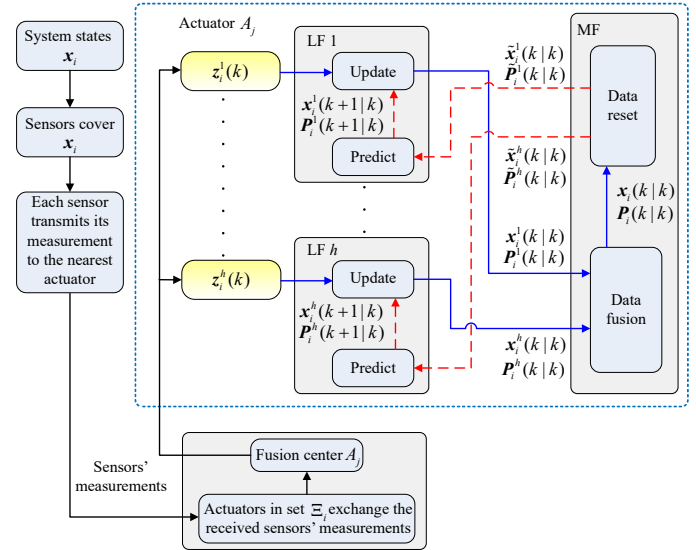 System states
x_i
Sensors cover
x_i
Each sensor
transmits its
measurement
to the nearest
actuator
Sensors'
measurements
Actuator A_j
z_i^1(k)
z_i^h(k)
LF 1
Update
x_i^1(k+1|k)
P_i^1(k+1|k)
Predict
LF h
Update
x_i^h(k+1|k)
P_i^h(k+1|k)
Predict
x̃_i^1(k|k)
P̃_i^1(k|k)
x̃_i^h(k|k)
P̃_i^h(k|k)
x_i^1(k|k)
P_i^1(k|k)
x_i^h(k|k)
P_i^h(k|k)
MF
Data
reset
x_i(k|k)
P_i(k|k)
Data
fusion
Fusion center A_j
Actuators in set Ξ_i exchange the
received sensors' measurements